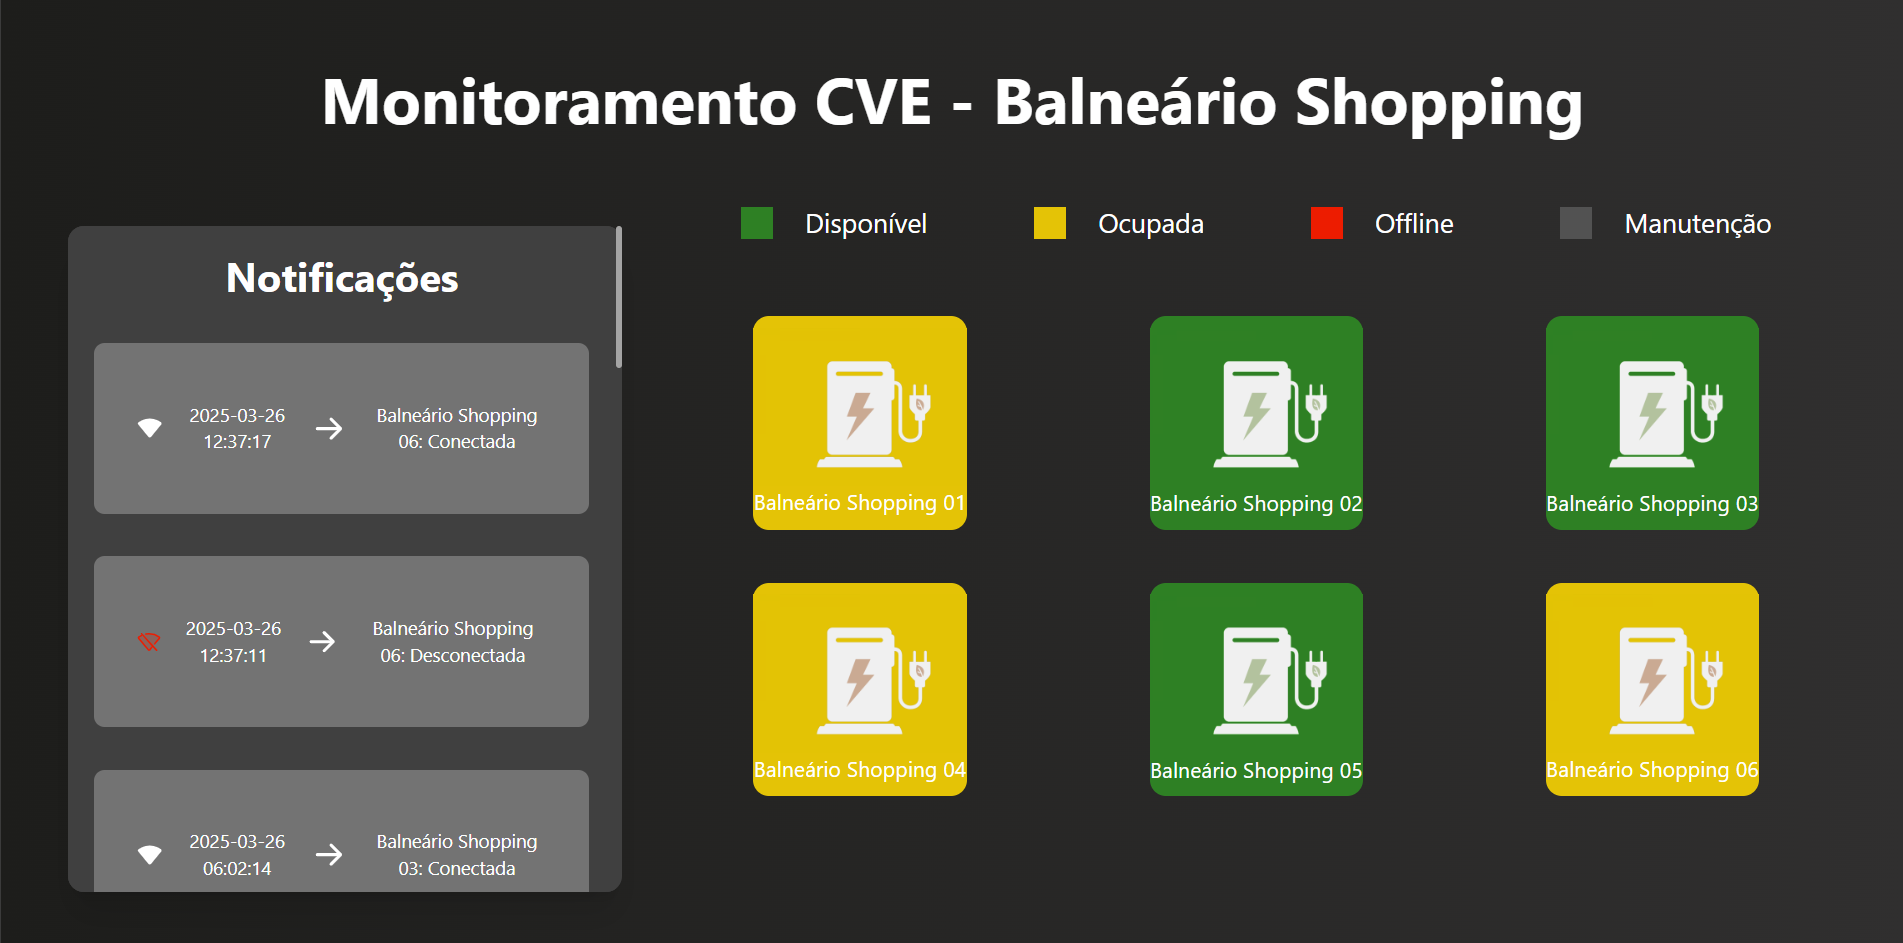 Monitoramento CVE - Balneário Shopping
Disponível
Ocupada
Offline
Manutenção
Notificações
2025-03-26
12:37:17
Balneário Shopping
06: Conectada
2025-03-26
12:37:11
Balneário Shopping
06: Desconectada
2025-03-26
06:02:14
Balneário Shopping
03: Conectada
Balneário Shopping 01
Balneário Shopping 02
Balneário Shopping 03
Balneário Shopping 04
Balneário Shopping 05
Balneário Shopping 06